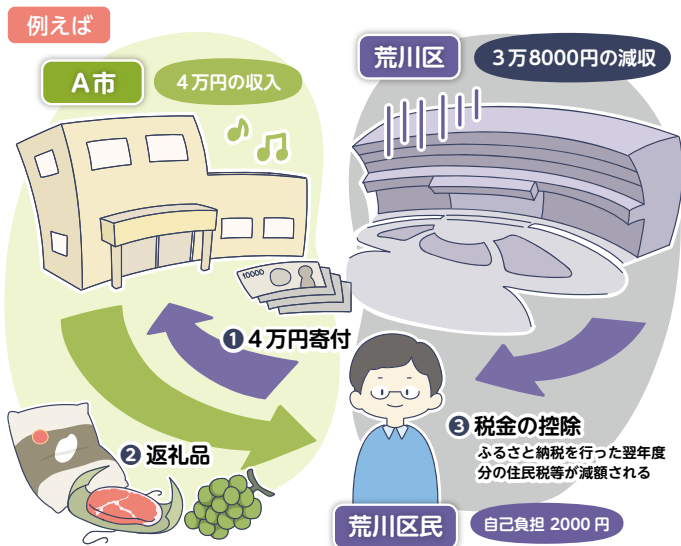 例えば
A市
4万円の収入
荒川区
3万8000円の減収
10000
❶4万円寄付
❷返礼品
❸税金の控除
ふるさと納税を行った翌年度
分の住民税等が減額される
荒川区民
自己負担 2000 円